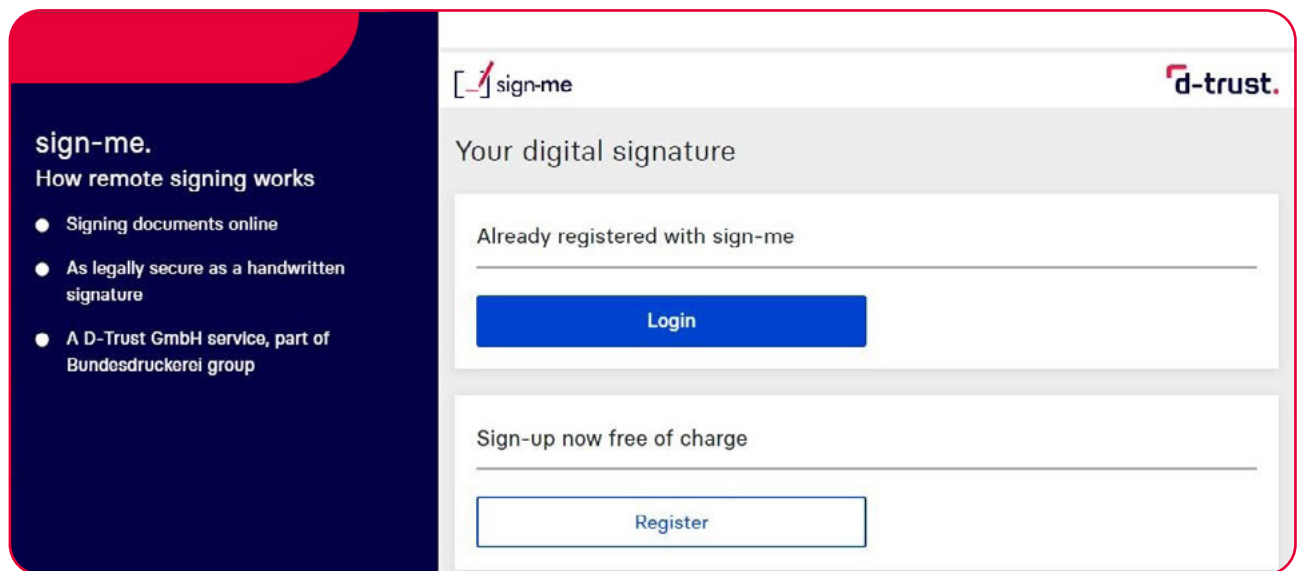 sign-me.
How remote signing works
Signing documents online
As legally secure as a handwritten
signature
A D-Trust GmbH service, part of
Bundesdruckerei group
sign-me
d-trust.
Your digital signature
Already registered with sign-me
Login
Sign-up now free of charge
Register